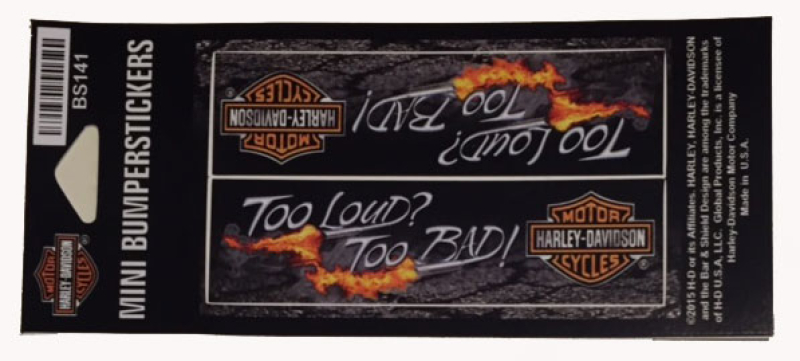 BS141
MINI BUMPERSTICKERS
MOTOR
HARLEY-DAVIDSON
CYCLES
TOO LOUD?
TOO BAD!
MOTOR
HARLEY-DAVIDSON
CYCLES
TOO LOUD?
TOO BAD!
MOTOR
HARLEY-DAVIDSON
®
CYCLES
®
©2015 H-D or its Affiliates. HARLEY, HARLEY-DAVIDSON
and the Bar & Shield Design are among the trademarks
of H-D U.S.A., LLC. Global Products, Inc. is a licensee of
Harley-Davidson Motor Company
Made in U.S.A.